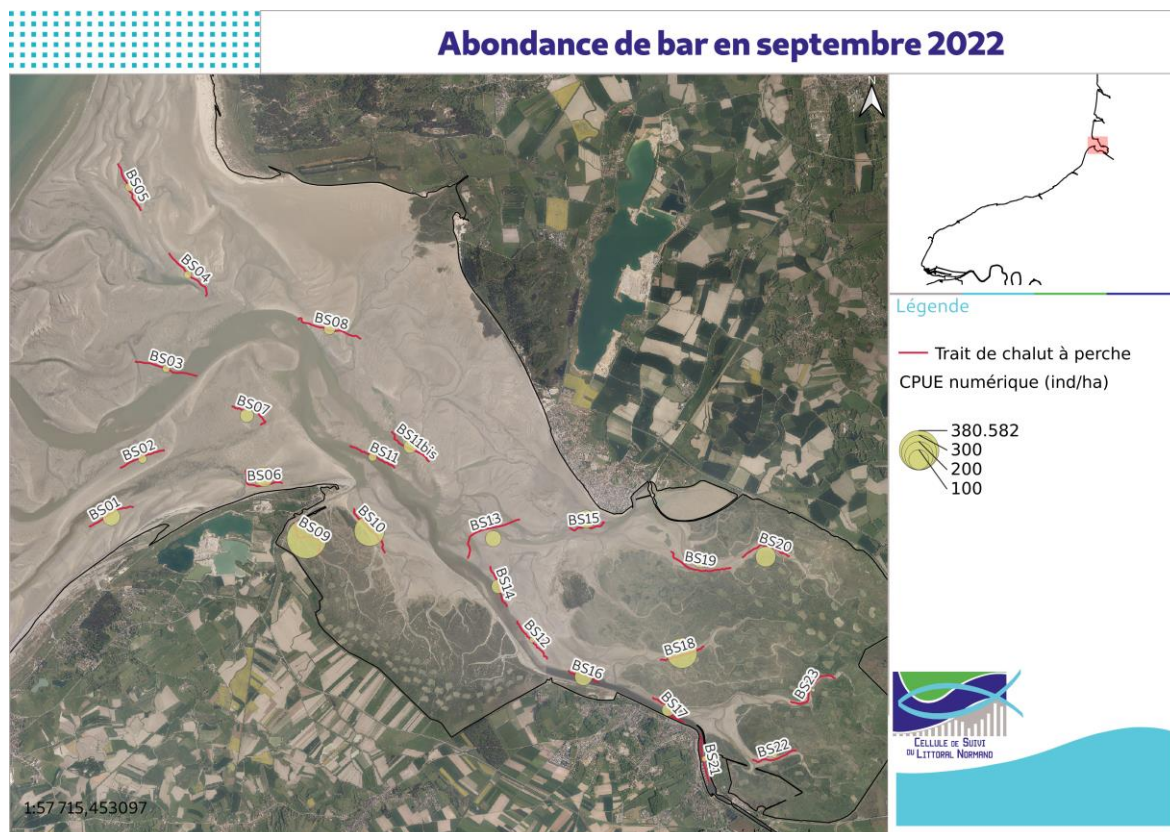 Abondance de bar en septembre 2022
N
BS05
BS04
BS08
BS03
BS07
BS02
BS11bis
BS11
BS06
BS01
BS09
BS10
BS13
BS15
BS14
BS19
BS20
BS12
BS18
BS16
BS17
BS23
BS22
BS21
1:57 715,453097
Légende
Trait de chalut à perche
CPUE numérique (ind/ha)
380.582
300
200
100
CELLULE DE SUIVI
DU LITTORAL NORMAND